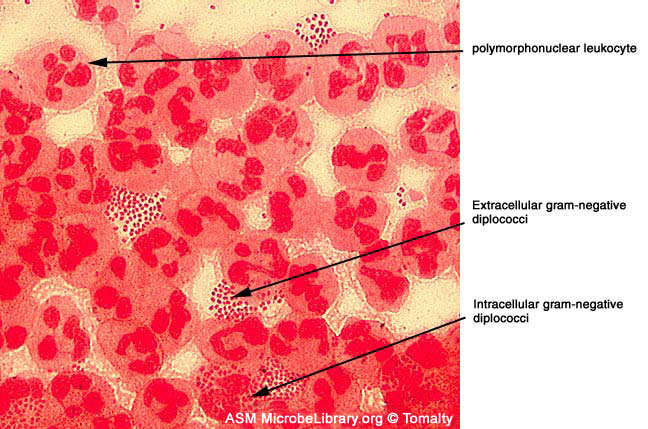 polymorphonuclear leukocyte
Extracellular gram-negative
diplococci
Intracellular gram-negative
diplococci
ASM MicrobeLibrary.org © Tomalty